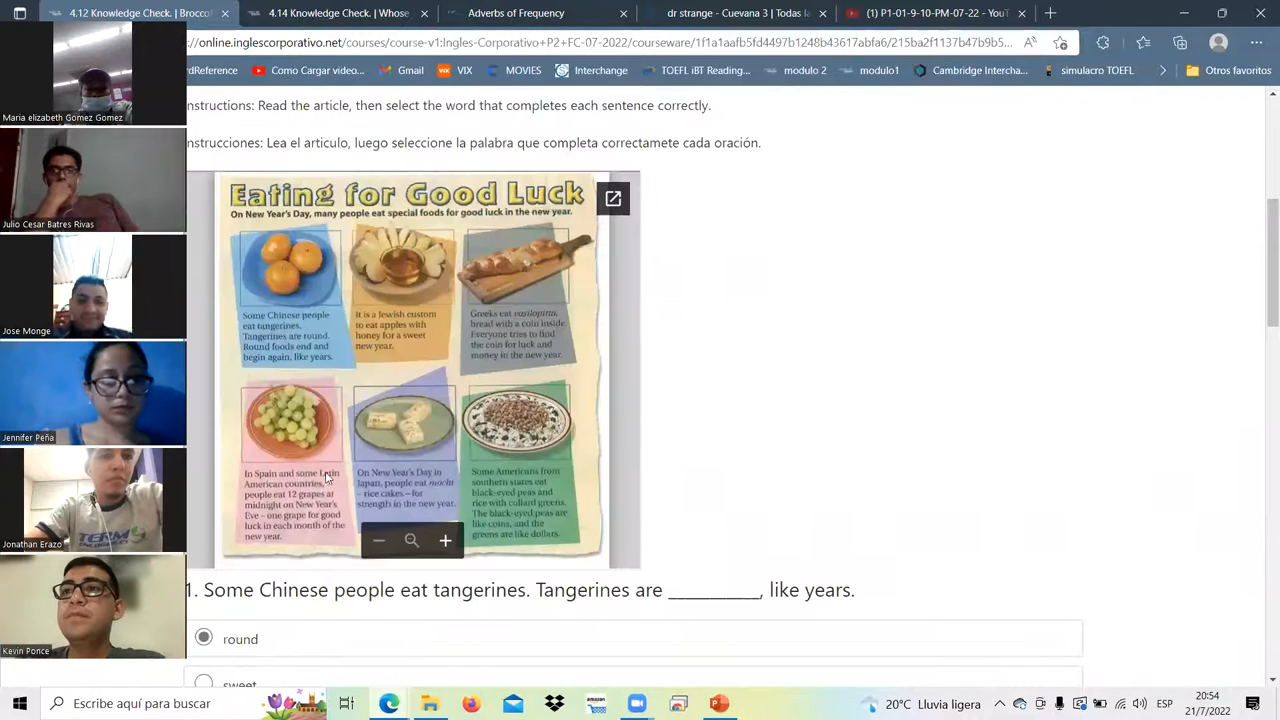 4.12 Knowledge Check. | Brocco
4.14 Knowledge Check. | Whose
Adverbs of Frequency
dr strange - Cuevana 3 | Todas
(1) P1-01-9-10-PM-07-22 - YouT
://online.inglescorporativo.net/courses/course-v1:Ingles-Corporativo+P2+FC-07-2022/courseware/1f1a1aafb5fd4497b1248b43617abfa6/215ba2f1137b47b9b5...
rdReference
Como Cargar vídeo...
Gmail
VIX
MOVIES
Interchange
TOEFL iBT Reading...
modulo 2
modulo1
Cambridge Intercha...
simulacro TOEFL
Otros favoritos
Maria elizabeth Gomez Gomez
Julio Cesar Batres Rivas
Jose Monge
Jennifer Peña
Jonathan Erazo
Kevin Ponce
nstructions: Read the article, then select the word that completes each sentence correctly.
nstrucciones: Lea el articulo, luego seleccione la palabra que completa correctamete cada oración.
Eating for Good Luck
On New Year's Day, many people eat special foods for good luck in the new year.
Some Chinese people
eat tangerines.
Tangerines are round.
Round foods end and
begin again, like years.
It is a Jewish custom
to eat apples with
honey for a sweet
new year.
Greeks eat vasilopitta,
bread with a coin inside.
Everyone tries to find
the coin for luck and
money in the new year.
In Spain and some Latin
American countries,
people eat 12 grapes at
midnight on New Year's
Eve – one grape for good
luck in each month of the
new year.
On New Year's Day in
Japan, people eat mochi
– rice cakes – for
strength in the new year.
Some Americans from
southern states eat
black-eyed peas and
rice with collard greens.
The black-eyed peas are
like coins, and the
greens are like dollars.
1. Some Chinese people eat tangerines. Tangerines are ___________, like years.
round
sweet
Escribe aquí para buscar
20°C Lluvia ligera
ESP
20:54
21/7/2022